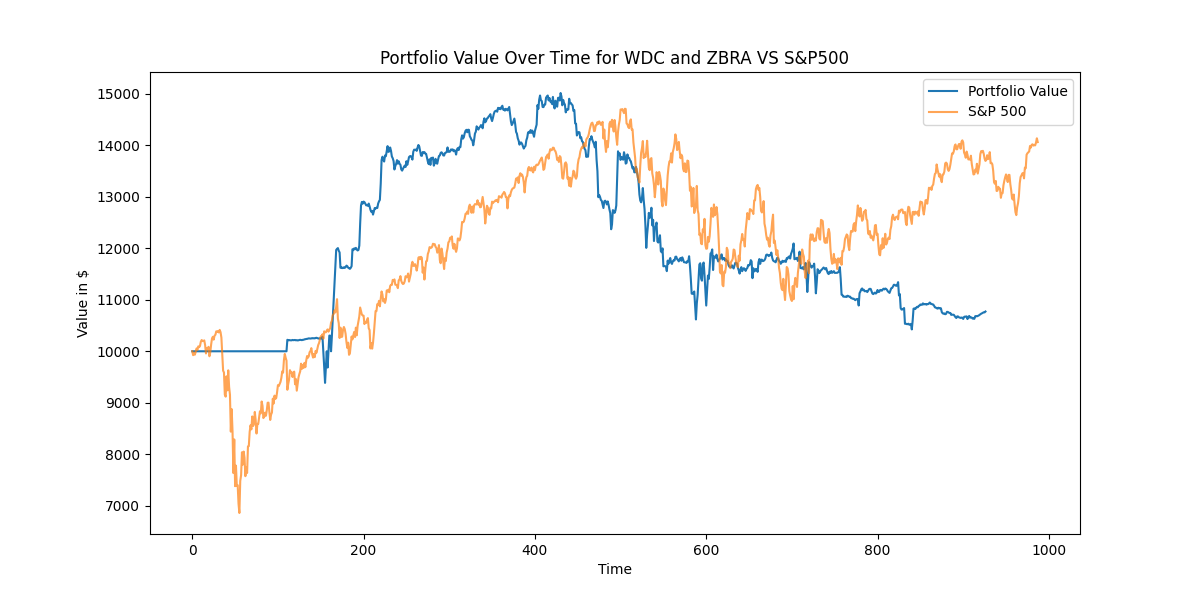 Portfolio Value Over Time for WDC and ZBRA VS S&P500
Portfolio Value
S&P 500
15000
14000
13000
12000
11000
10000
9000
8000
7000
Value in $
0 200 400 600 800 1000
Time